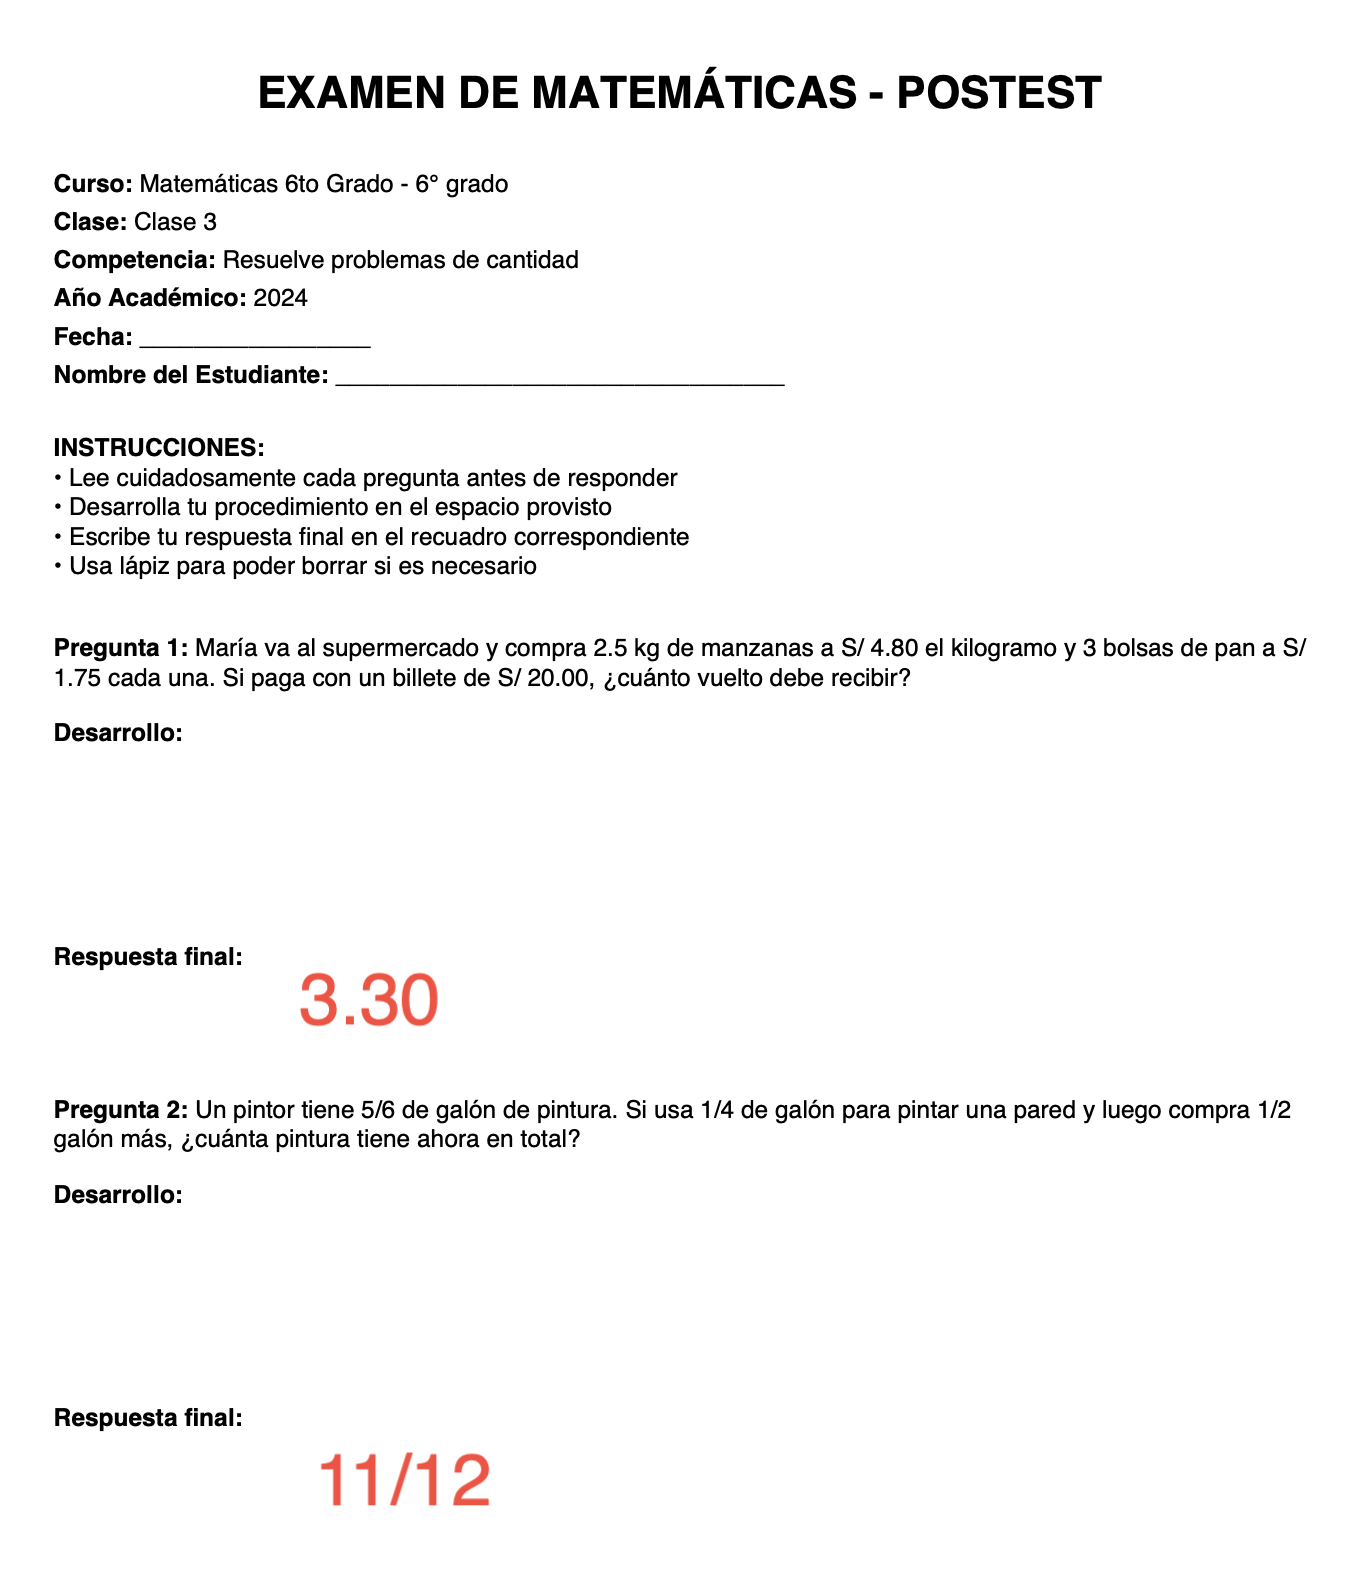 EXAMEN DE MATEMÁTICAS - POSTEST
Curso: Matemáticas 6to Grado - 6° grado
Clase: Clase 3
Competencia: Resuelve problemas de cantidad
Año Académico: 2024
Fecha: _________________
Nombre del Estudiante: _________________________________
INSTRUCCIONES:
• Lee cuidadosamente cada pregunta antes de responder
• Desarrolla tu procedimiento en el espacio provisto
• Escribe tu respuesta final en el recuadro correspondiente
• Usa lápiz para poder borrar si es necesario
Pregunta 1: María va al supermercado y compra 2.5 kg de manzanas a S/ 4.80 el kilogramo y 3 bolsas de pan a S/
1.75 cada una. Si paga con un billete de S/ 20.00, ¿cuánto vuelto debe recibir?
Desarrollo:
Respuesta final:
3.30
Pregunta 2: Un pintor tiene 5/6 de galón de pintura. Si usa 1/4 de galón para pintar una pared y luego compra 1/2
galón más, ¿cuánta pintura tiene ahora en total?
Desarrollo:
Respuesta final:
11/12